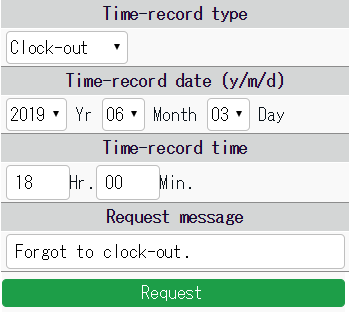 Time-record type
Clock-out
Time-record date (y/m/d)
2019 Yr 06 Month 03 Day
Time-record time
18 Hr. 00 Min.
Request message
Forgot to clock-out.
Request